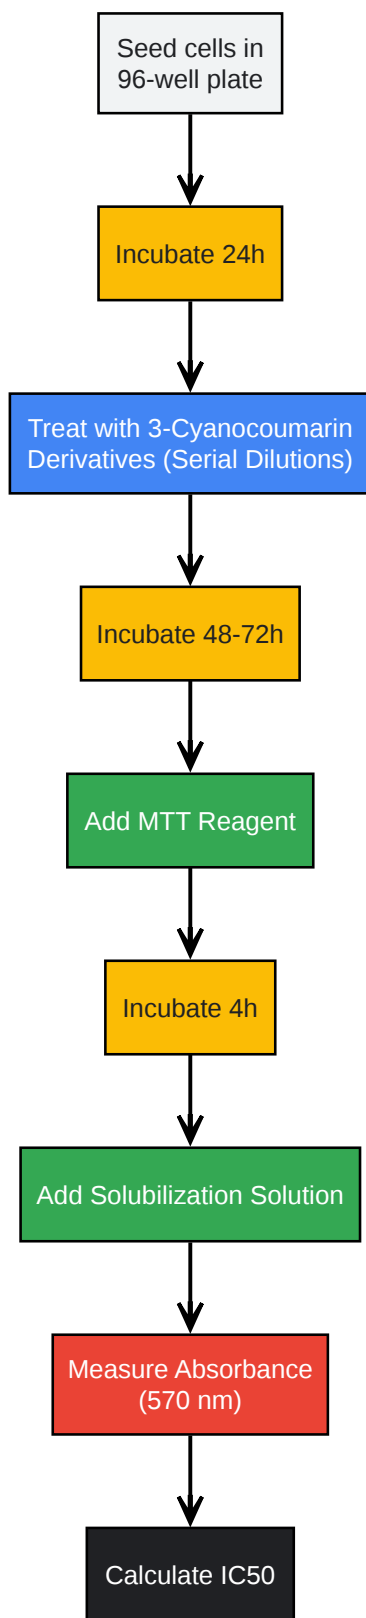 Seed cells in
96-well plate
Incubate 24h
Treat with 3-Cyanocoumarin
Derivatives (Serial Dilutions)
Incubate 48-72h
Add MTT Reagent
Incubate 4h
Add Solubilization Solution
Measure Absorbance
(570 nm)
Calculate IC50